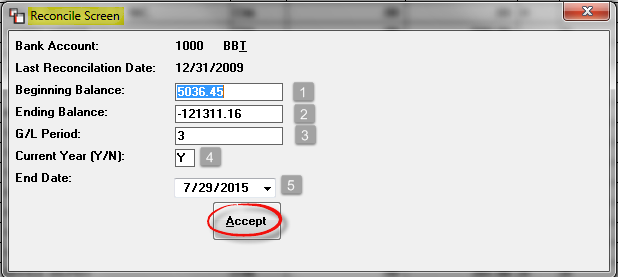 Reconcile Screen
Bank Account: 1000 BBT
Last Reconcilation Date: 12/31/2009
Beginning Balance: 5036.45 1
Ending Balance: -121311.16 2
G/L Period: 3 3
Current Year (Y/N): Y 4
End Date: 7/29/2015 5
Accept